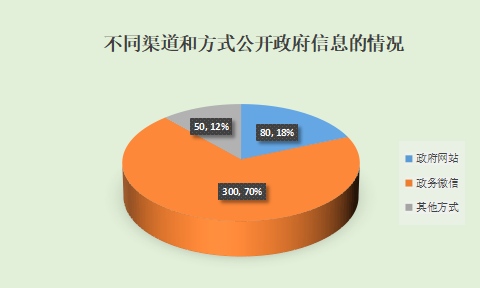 不同渠道和方式公开政府信息的情况
50, 12%
80, 18%
300, 70%
政府网站
政务微信
其他方式